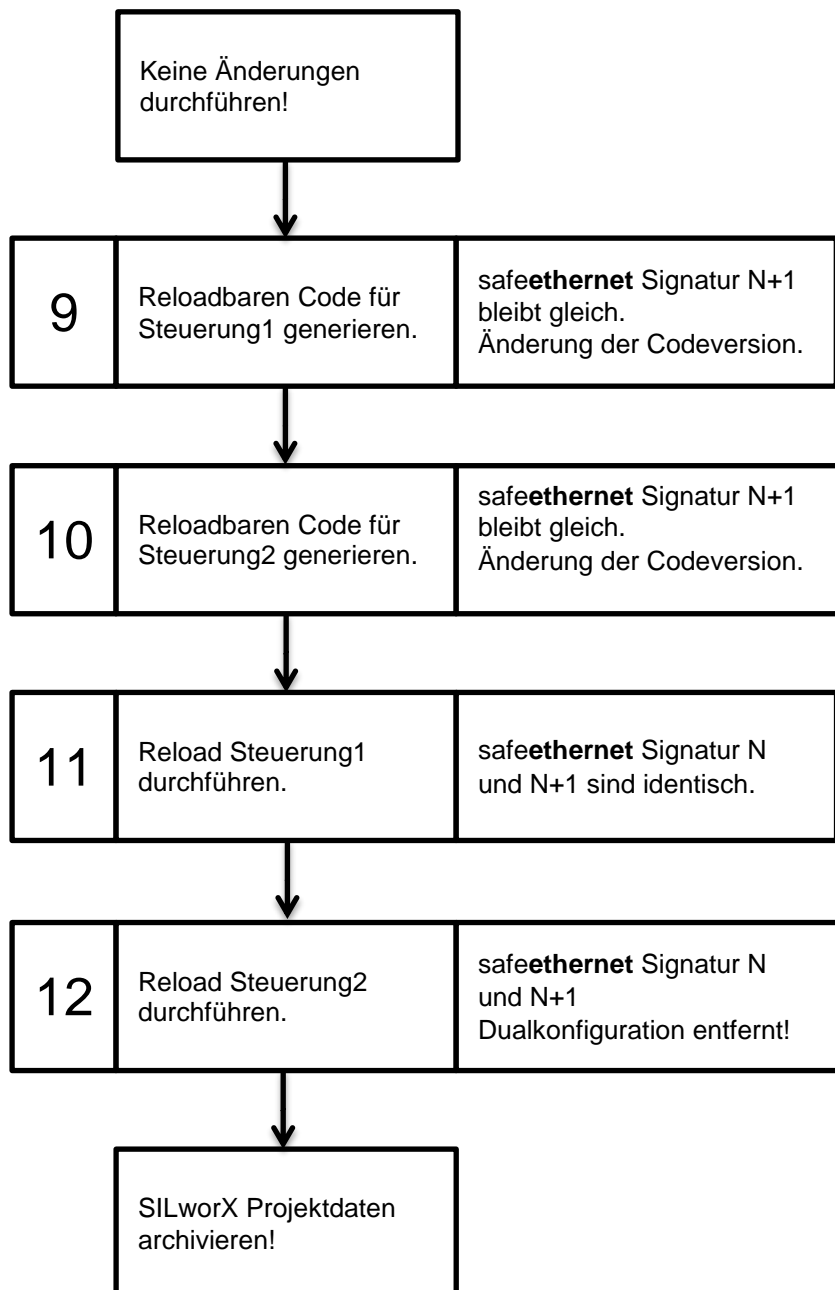 Keine Änderungen
durchführen!
9
Reloadbaren Code für
Steuerung1 generieren.
safeethernet Signatur N+1
bleibt gleich.
Änderung der Codeversion.
10
Reloadbaren Code für
Steuerung2 generieren.
safeethernet Signatur N+1
bleibt gleich.
Änderung der Codeversion.
11
Reload Steuerung1
durchführen.
safeethernet Signatur N
und N+1 sind identisch.
12
Reload Steuerung2
durchführen.
safeethernet Signatur N
und N+1
Dualkonfiguration entfernt!
SILworX Projektdaten
archivieren!